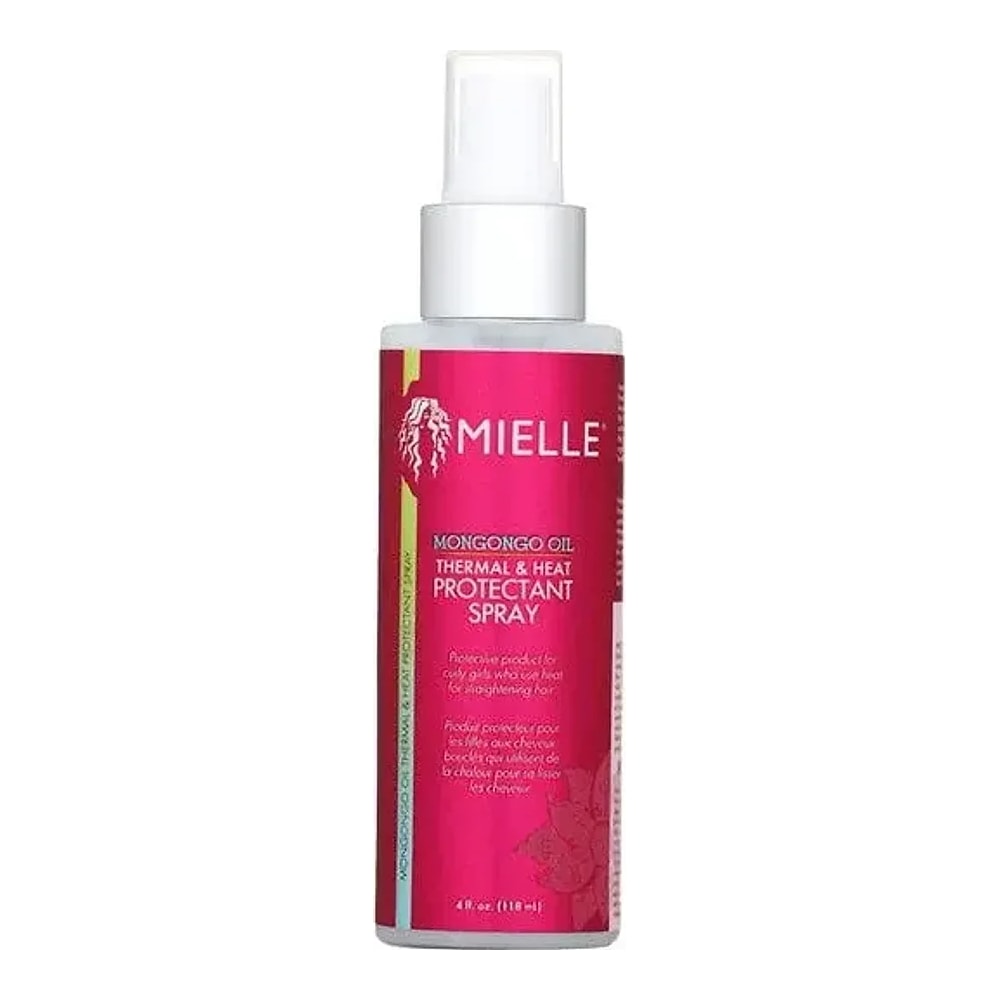 MIELLE
MONGONGO OIL
THERMAL & HEAT
PROTECTANT
SPRAY
Protective product for
curly girls who use heat
for straightening hair
Produit protecteur pour
les filles aux cheveux
bouclés qui utilisent de
la chaleur pour se lisser
les cheveux
4 fl. oz. (118 ml)
MONGONGO OIL THERMAL & HEAT PROTECTANT SPRAY